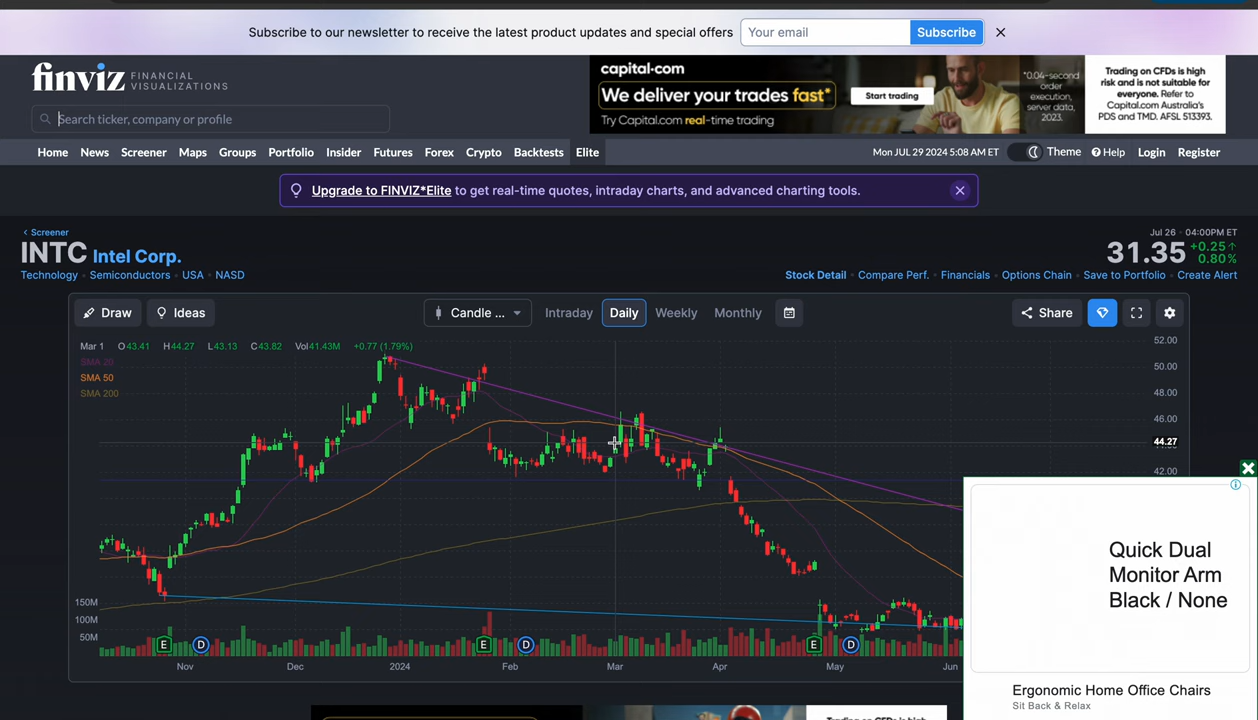 Subscribe to our newsletter to receive the latest product updates and special offers
Your email
Subscribe
finviz FINANCIAL VISUALIZATIONS
Search ticker, company or profile
capital.com
We deliver your trades fast*
Try Capital.com real-time trading
Start trading
*0.04-second
order
execution,
server data,
2023.
Trading on CFDs is high
risk and is not suitable for
everyone. Refer to
Capital.com Australia's
PDS and TMD. AFSL 513393.
Home News Screener Maps Groups Portfolio Insider Futures Forex Crypto Backtests Elite
Mon JUL 29 2024 5:08 AM ET Theme Help Login Register
Upgrade to FINVIZ*Elite to get real-time quotes, intraday charts, and advanced charting tools.
< Screener
INTC Intel Corp.
Technology · Semiconductors · USA · NASD
Jul 26 · 04:00PM ET
31.35 +0.25
0.80%
Stock Detail · Compare Perf. · Financials · Options Chain · Save to Portfolio · Create Alert
Draw Ideas
Candle ...
Intraday Daily Weekly Monthly
Share
Mar 1 O43.41 H44.27 L43.13 C43.82 Vol41.43M +0.77 (1.79%)
SMA 20
SMA 50
SMA 200
52.00
50.00
48.00
46.00
44.27
42.00
150M
100M
50M
E D E D E D
Nov Dec 2024 Feb Mar Apr May Jun
Quick Dual
Monitor Arm
Black / None
Ergonomic Home Office Chairs
Sit Back & Relax